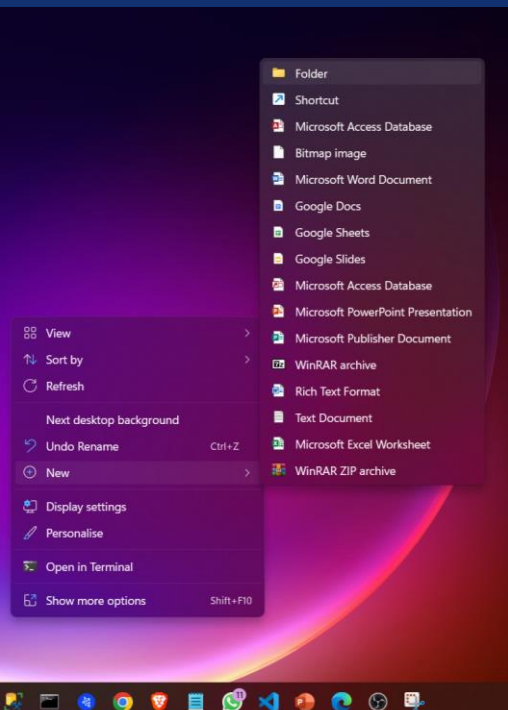 Folder
Shortcut
Microsoft Access Database
Bitmap image
Microsoft Word Document
Google Docs
Google Sheets
Google Slides
Microsoft Access Database
Microsoft PowerPoint Presentation
Microsoft Publisher Document
WinRAR archive
Rich Text Format
Text Document
Microsoft Excel Worksheet
WinRAR ZIP archive
View
Sort by
Refresh
Next desktop background
Undo Rename Ctrl+Z
New
Display settings
Personalise
Open in Terminal
Show more options Shift+F10
11